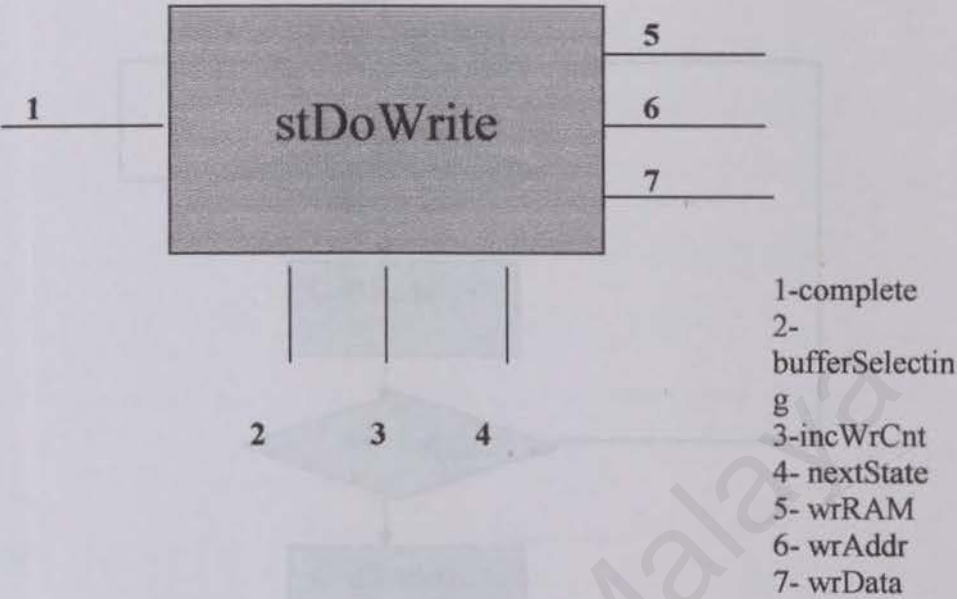 5
1
stDoWrite
6
7
2
3
4
1-complete
2-
bufferSelectin
g
3-incWrCnt
4- nextState
5- wrRAM
6- wrAddr
7- wrData
Malaya